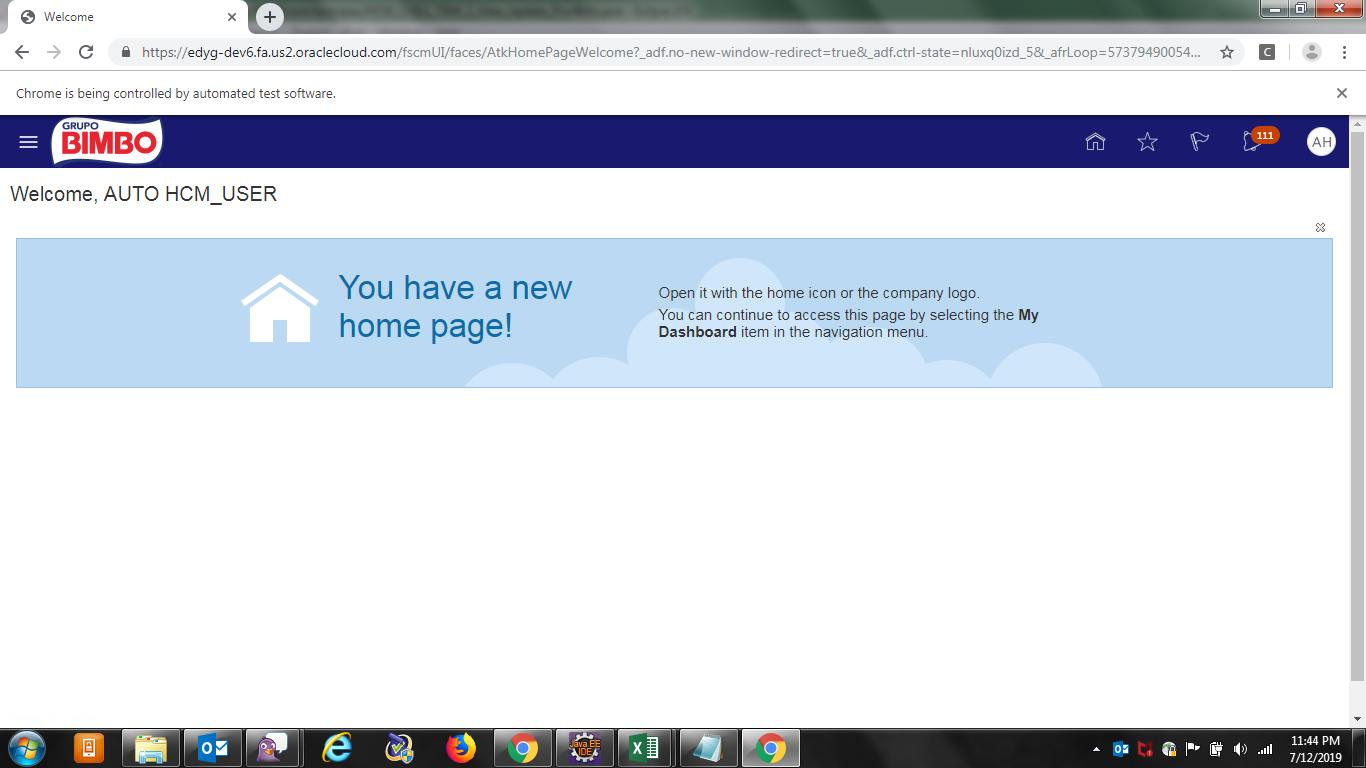 Welcome
https://edyg-dev6.fa.us2.oraclecloud.com/fscmUI/faces/AtkHomePageWelcome?_adf.no-new-window-redirect=true&_adf.ctrl-state=nluxq0izd_5&_afrLoop=57379490054...
C
Chrome is being controlled by automated test software.
GRUPO
BIMBO
111
AH
Welcome, AUTO HCM_USER
You have a new
home page!
Open it with the home icon or the company logo.
You can continue to access this page by selecting the My
Dashboard item in the navigation menu.
Java EE
IDE
11:44 PM
7/12/2019